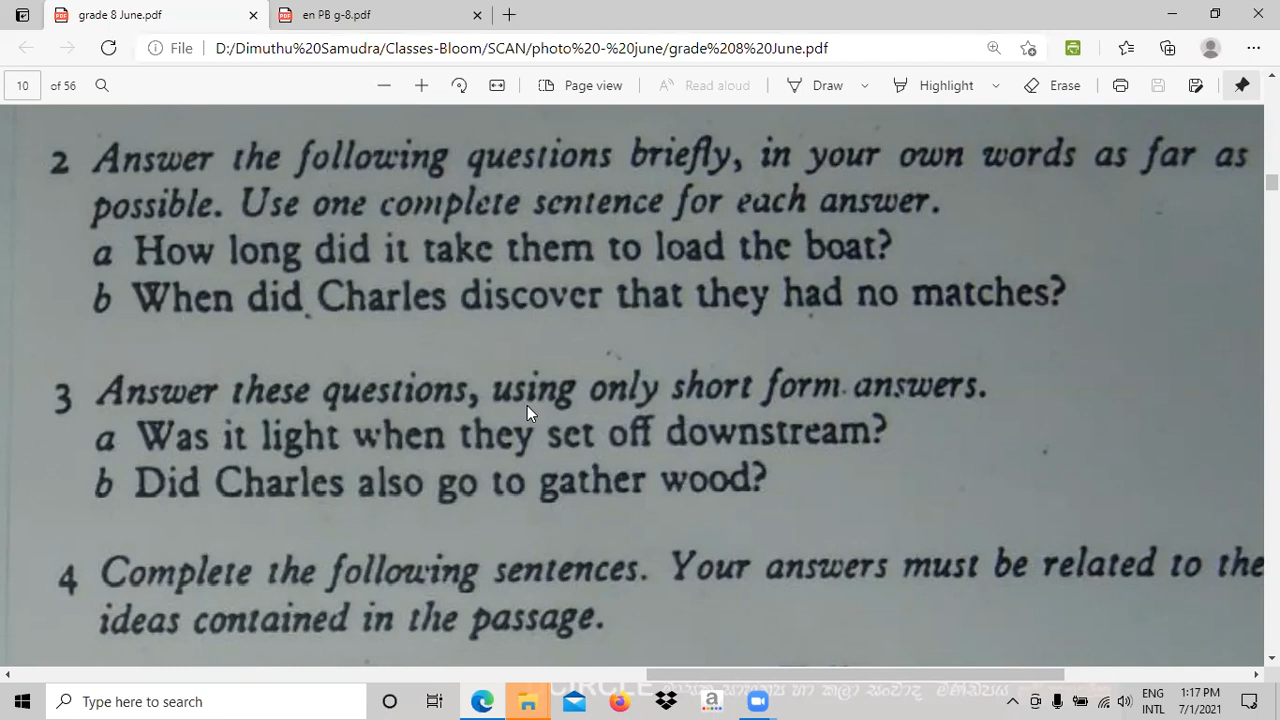 grade 8 June.pdf
en PB g-8.pdf
File
D:/Dimuthu%20Samudra/Classes-Bloom/SCAN/photo%20-%20june/grade%208%20June.pdf
10 of 56
Page view
Read aloud
Draw
Highlight
Erase
2 Answer the following questions briefly, in your own words as far as
possible. Use one complete sentence for each answer.
a How long did it take them to load the boat?
b When did Charles discover that they had no matches?
3 Answer these questions, using only short form answers.
a Was it light when they set off downstream?
b Did Charles also go to gather wood?
4 Complete the following sentences. Your answers must be related to the
ideas contained in the passage.
CIRCLE
Type here to search
ENG
INTL
1:17 PM
7/1/2021